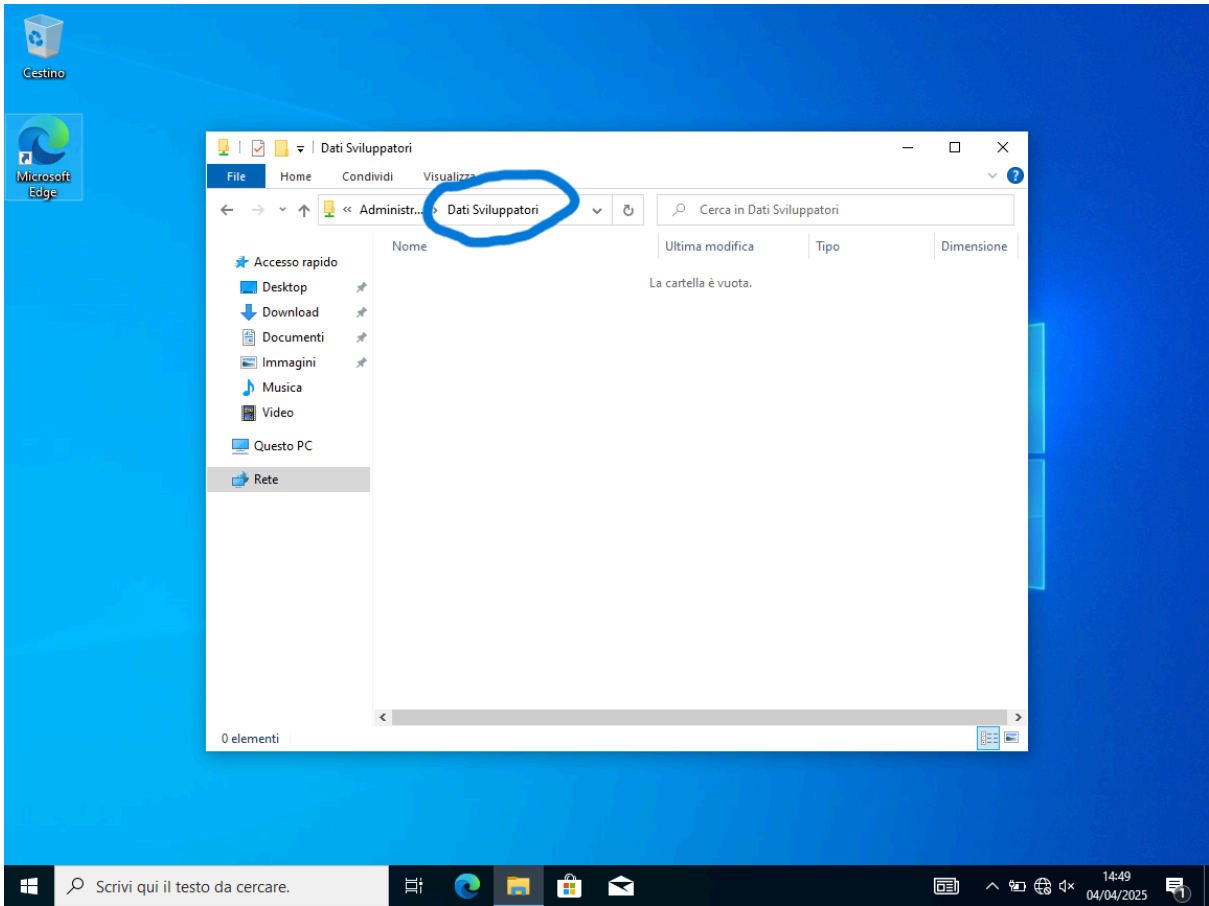 Cestino
Microsoft
Edge
Dati Sviluppatori
File Home Condividi Visualizza
« Administr... › Dati Sviluppatori
Cerca in Dati Sviluppatori
Nome Ultima modifica Tipo Dimensione
La cartella è vuota.
Accesso rapido
Desktop
Download
Documenti
Immagini
Musica
Video
Questo PC
Rete
0 elementi
Scrivi qui il testo da cercare.
14:49
04/04/2025
1